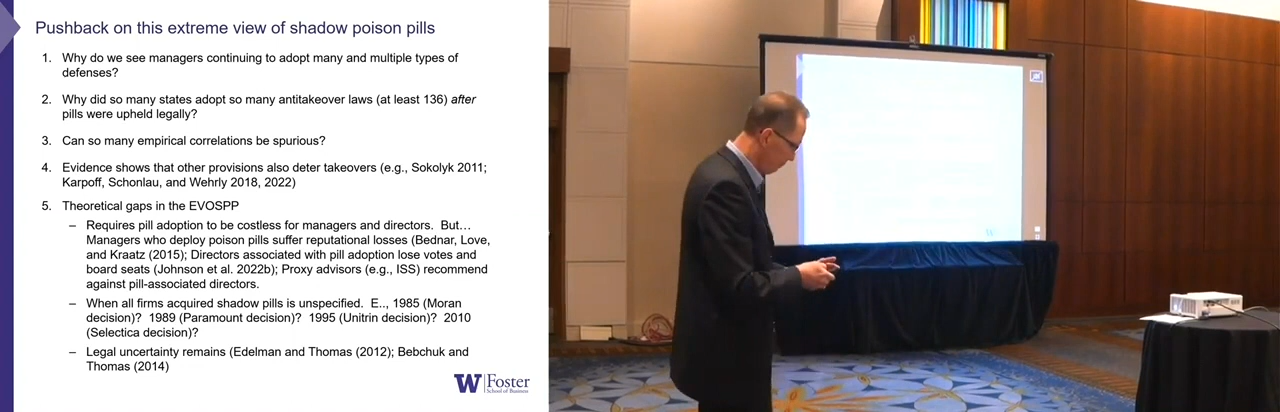 Pushback on this extreme view of shadow poison pills
1. Why do we see managers continuing to adopt many and multiple types of
defenses?
2. Why did so many states adopt so many antitakeover laws (at least 136) after
pills were upheld legally?
3. Can so many empirical correlations be spurious?
4. Evidence shows that other provisions also deter takeovers (e.g., Sokolyk 2011;
Karpoff, Schonlau, and Wehrly 2018, 2022)
5. Theoretical gaps in the EVOSPP
– Requires pill adoption to be costless for managers and directors. But…
Managers who deploy poison pills suffer reputational losses (Bednar, Love,
and Kraatz (2015); Directors associated with pill adoption lose votes and
board seats (Johnson et al. 2022b); Proxy advisors (e.g., ISS) recommend
against pill-associated directors.
– When all firms acquired shadow pills is unspecified. E.., 1985 (Moran
decision)? 1989 (Paramount decision)? 1995 (Unitrin decision)? 2010
(Selectica decision)?
– Legal uncertainty remains (Edelman and Thomas (2012); Bebchuk and
Thomas (2014)
W Foster
School of Business